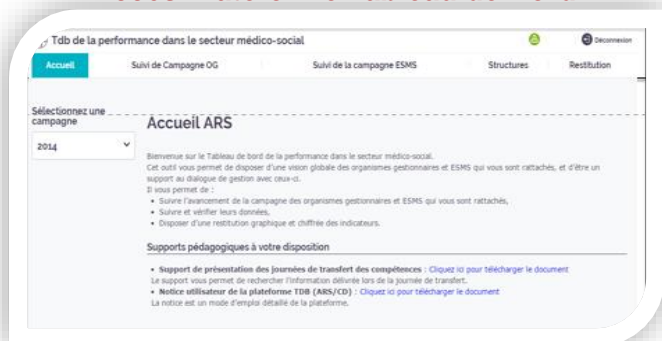 Tdb de la performance dans le secteur médico-social
Déconnexion
Accueil
Suivi de Campagne OG
Suivi de la campagne ESMS
Structures
Restitution
Sélectionnez une
campagne
2014
Accueil ARS
Bienvenue sur le Tableau de bord de la performance dans le secteur médico-social.
Cet outil vous permet de disposer d'une vision globale des organismes gestionnaires et ESMS qui vous sont rattachés, et d'être un
support au dialogue de gestion avec ceux-ci.
Il vous permet de :
• Suivre l'avancement de la campagne des organismes gestionnaires et ESMS qui vous sont rattachés,
• Suivre et vérifier leurs données,
• Disposer d'une restitution graphique et chiffrée des indicateurs.
Supports pédagogiques à votre disposition
• Support de présentation des journées de transfert des compétences : Cliquez ici pour télécharger le document
Le support vous permet de rechercher l'information délivrée lors de la journée de transfert.
• Notice utilisateur de la plateforme TDB (ARS/CD) : Cliquez ici pour télécharger le document
La notice est un mode d'emploi détaillé de la plateforme.